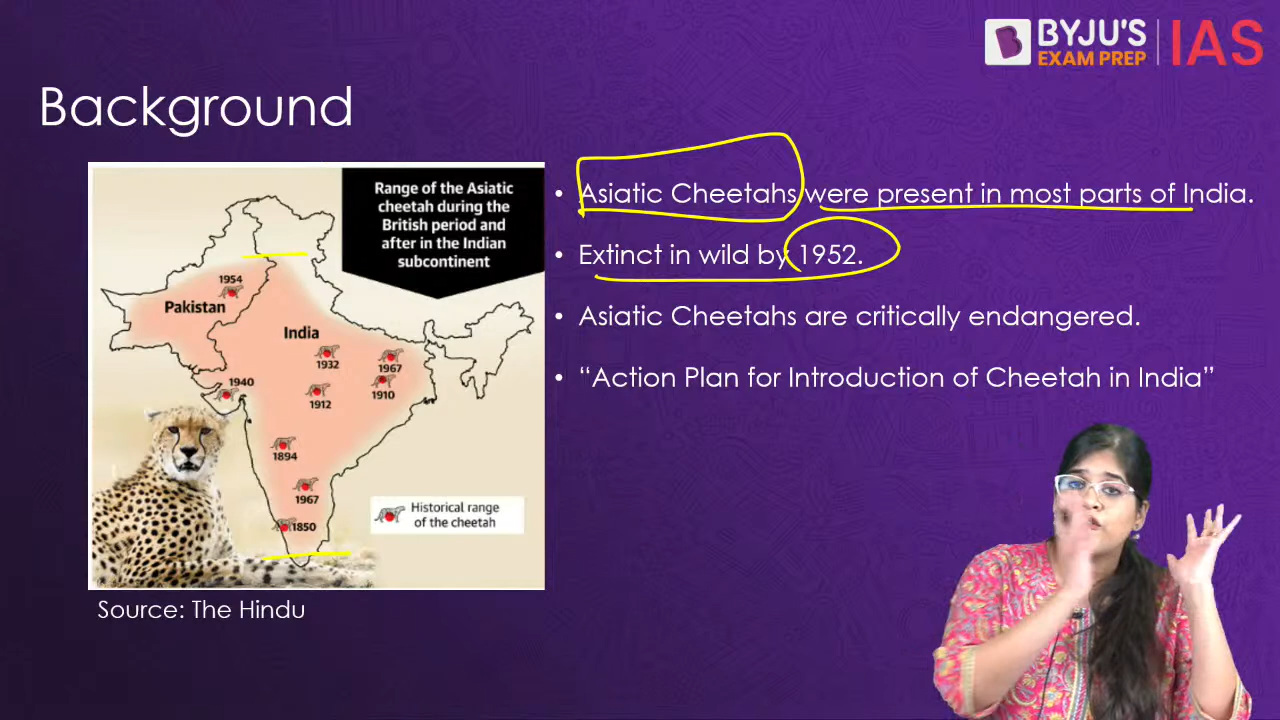 BYJU'S
EXAM PREP
IAS
Background
Range of the Asiatic
cheetah during the
British period and
after in the Indian
subcontinent
1954
Pakistan
India
1932
1967
1940
1910
1912
1894
1967
1850
Historical range
of the cheetah
Source: The Hindu
• Asiatic Cheetahs were present in most parts of India.
• Extinct in wild by 1952.
• Asiatic Cheetahs are critically endangered.
• “Action Plan for Introduction of Cheetah in India”